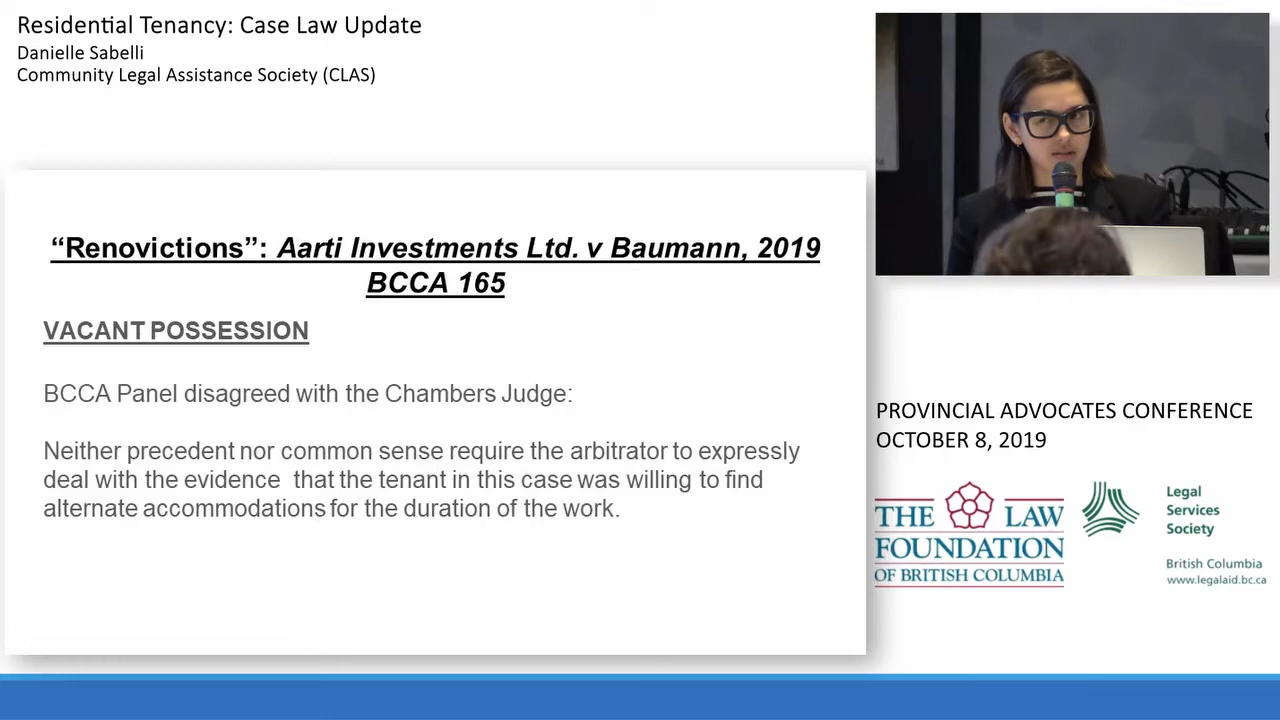 Residential Tenancy: Case Law Update
Danielle Sabelli
Community Legal Assistance Society (CLAS)
“Renovictions”: Aarti Investments Ltd. v Baumann, 2019
BCCA 165
VACANT POSSESSION
BCCA Panel disagreed with the Chambers Judge:
Neither precedent nor common sense require the arbitrator to expressly
deal with the evidence  that the tenant in this case was willing to find
alternate accommodations for the duration of the work.
PROVINCIAL ADVOCATES CONFERENCE
OCTOBER 8, 2019
THE LAW
FOUNDATION
OF BRITISH COLUMBIA
Legal
Services
Society
British Columbia
www.legalaid.bc.ca